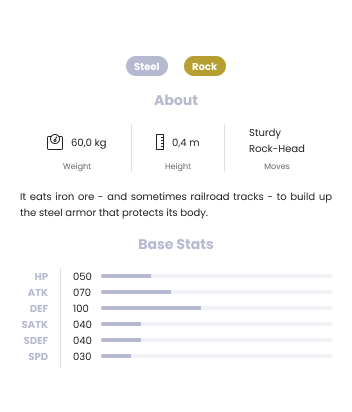 Steel Rock
About
60,0 kg 0,4 m Sturdy
Rock-Head
Weight Height Moves
It eats iron ore - and sometimes railroad tracks - to build up
the steel armor that protects its body.
Base Stats
HP 050
ATK 070
DEF 100
SATK 040
SDEF 040
SPD 030